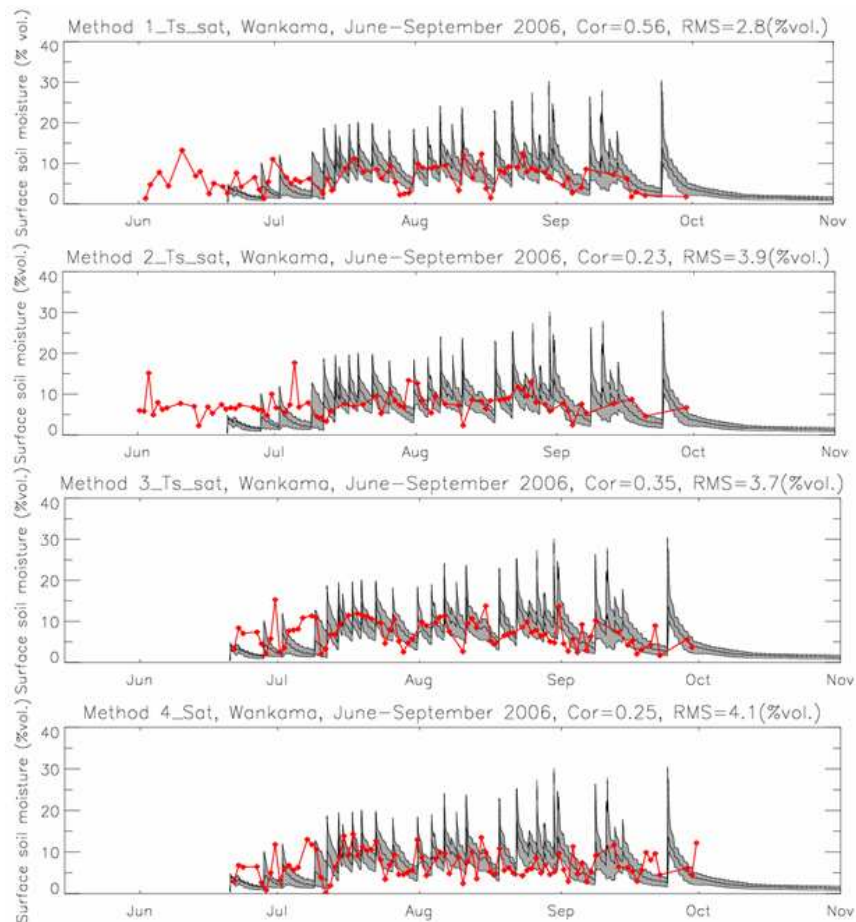 Method 1_Ts_sat, Wankama, June-September 2006, Cor=0.56, RMS=2.8(%vol.)
Surface soil moisture (% vol.)
40
30
20
10
0
Jun Jul Aug Sep Oct Nov
Method 2_Ts_sat, Wankama, June-September 2006, Cor=0.23, RMS=3.9(%vol.)
Surface soil moisture (%vol.)
40
30
20
10
0
Jun Jul Aug Sep Oct Nov
Method 3_Ts_sat, Wankama, June-September 2006, Cor=0.35, RMS=3.7(%vol.)
Surface soil moisture (%vol.)
40
30
20
10
0
Jun Jul Aug Sep Oct Nov
Method 4_Sat, Wankama, June-September 2006, Cor=0.25, RMS=4.1(%vol.)
Surface soil moisture (%vol.)
40
30
20
10
0
Jun Jul Aug Sep Oct Nov